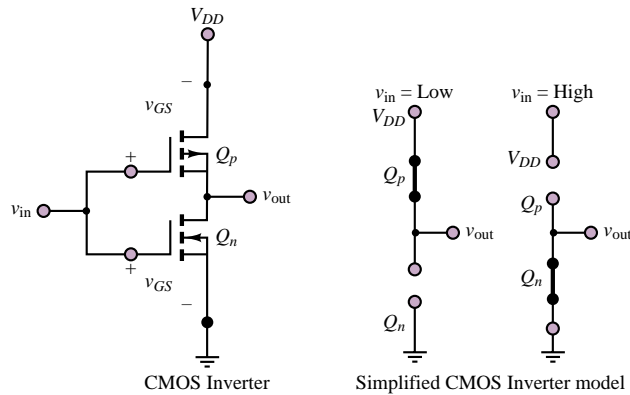 V_DD
−
v_GS
+
Q_p
v_in
v_out
Q_n
+
v_GS
−
CMOS Inverter
v_in = Low
V_DD
Q_p
v_out
Q_n
v_in = High
V_DD
Q_p
v_out
Q_n
Simplified CMOS Inverter model